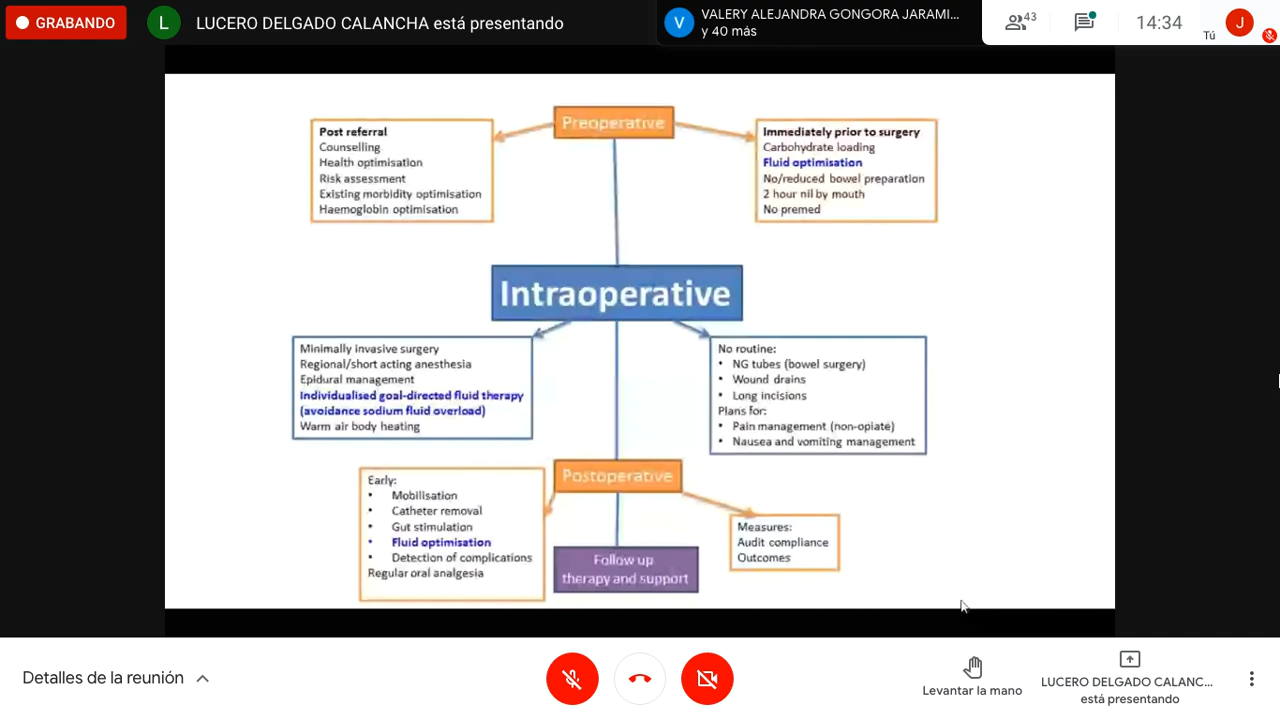 GRABANDO
L
LUCERO DELGADO CALANCHA está presentando
V
VALERY ALEJANDRA GONGORA JARAMI...
y 40 más
43
14:34
Tú
J
Preoperative
Post referral
Counselling
Health optimisation
Risk assessment
Existing morbidity optimisation
Haemoglobin optimisation
Immediately prior to surgery
Carbohydrate loading
Fluid optimisation
No/reduced bowel preparation
2 hour nil by mouth
No premed
Intraoperative
Minimally invasive surgery
Regional/short acting anesthesia
Epidural management
Individualised goal-directed fluid therapy
(avoidance sodium fluid overload)
Warm air body heating
No routine:
• NG tubes (bowel surgery)
• Wound drains
• Long incisions
Plans for:
• Pain management (non-opiate)
• Nausea and vomiting management
Postoperative
Early:
• Mobilisation
• Catheter removal
• Gut stimulation
• Fluid optimisation
• Detection of complications
Regular oral analgesia
Measures:
Audit compliance
Outcomes
Follow up
therapy and support
Detalles de la reunión
Levantar la mano
LUCERO DELGADO CALANC...
está presentando